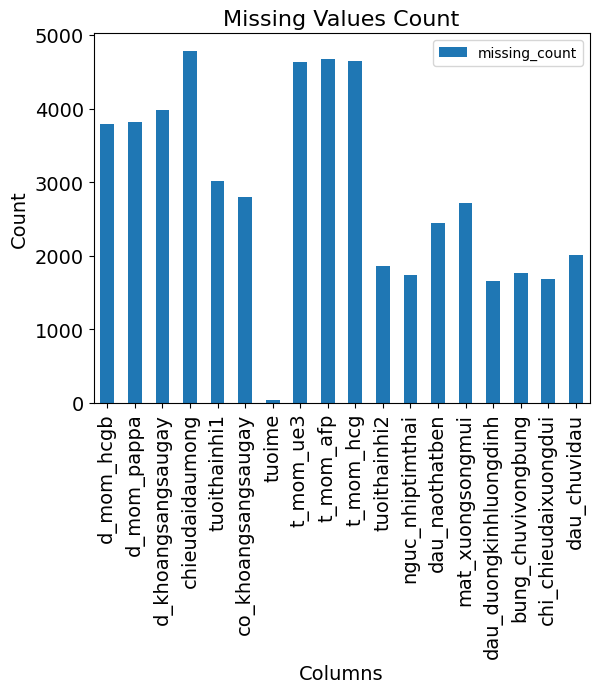 Missing Values Count
missing_count
5000
4000
3000
2000
1000
0
Count
d_mom_hcgb
d_mom_pappa
d_khoangsangsaugay
chieudaidaumong
tuoithainhi1
co_khoangsangsaugay
tuoime
t_mom_ue3
t_mom_afp
t_mom_hcg
tuoithainhi2
nguc_nhiptimthai
dau_naothatben
mat_xuongsongmui
dau_duongkinhluongdinh
bung_chuvivongbung
chi_chieudaixuongdui
dau_chuvidau
Columns